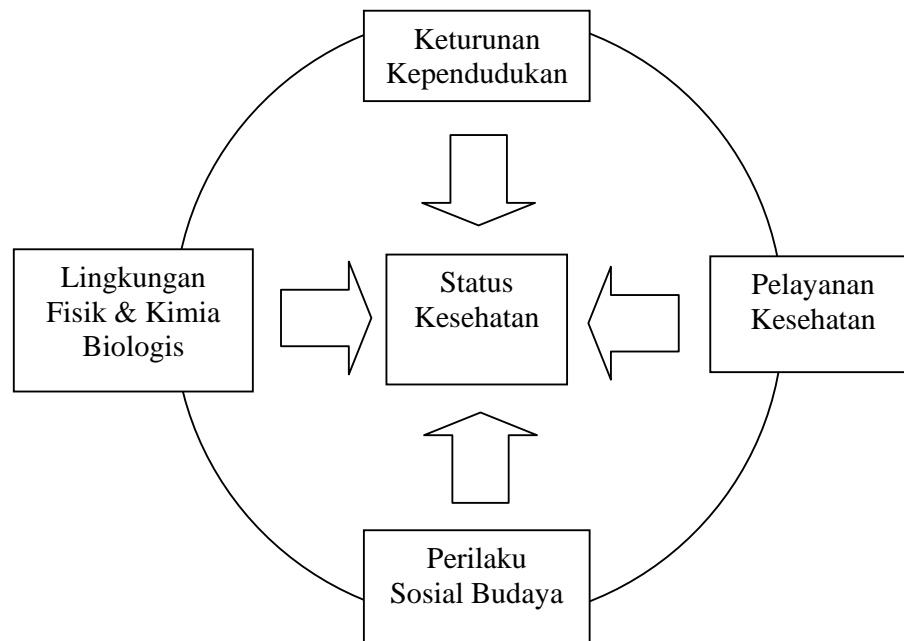 Keturunan
Kependudukan
Lingkungan
Fisik & Kimia
Biologis
Status
Kesehatan
Pelayanan
Kesehatan
Perilaku
Sosial Budaya